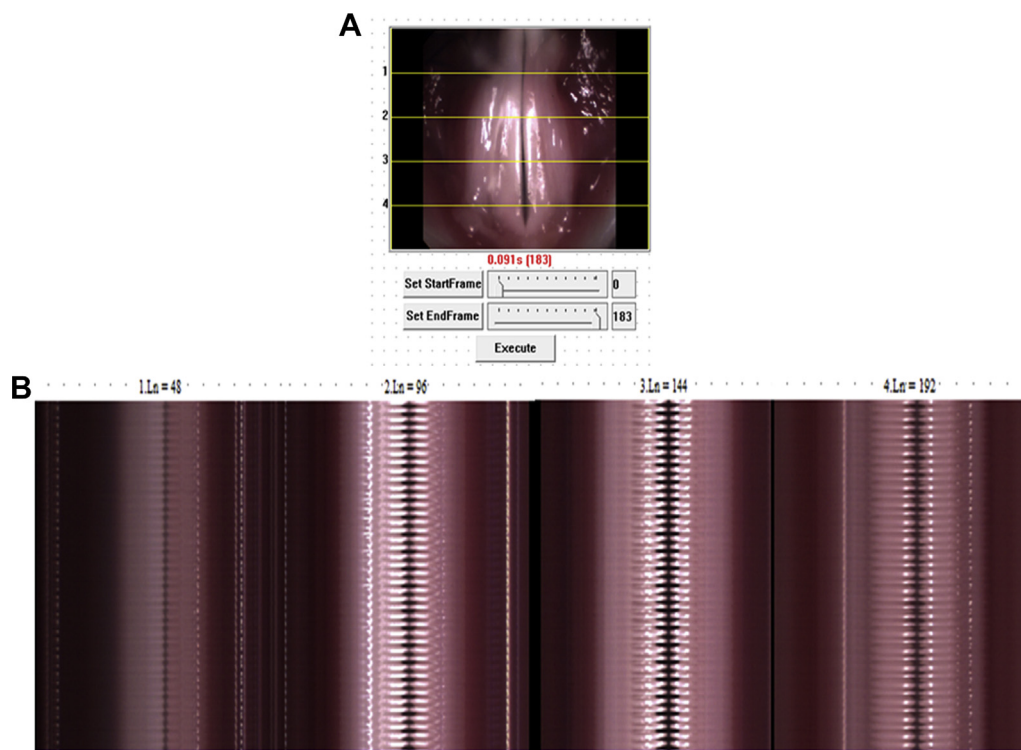 A
1
2
3
4
0.091s (183)
Set StartFrame 0
Set EndFrame 183
Execute
B
1.Ln = 48 2.Ln = 96 3.Ln = 144 4.Ln = 192